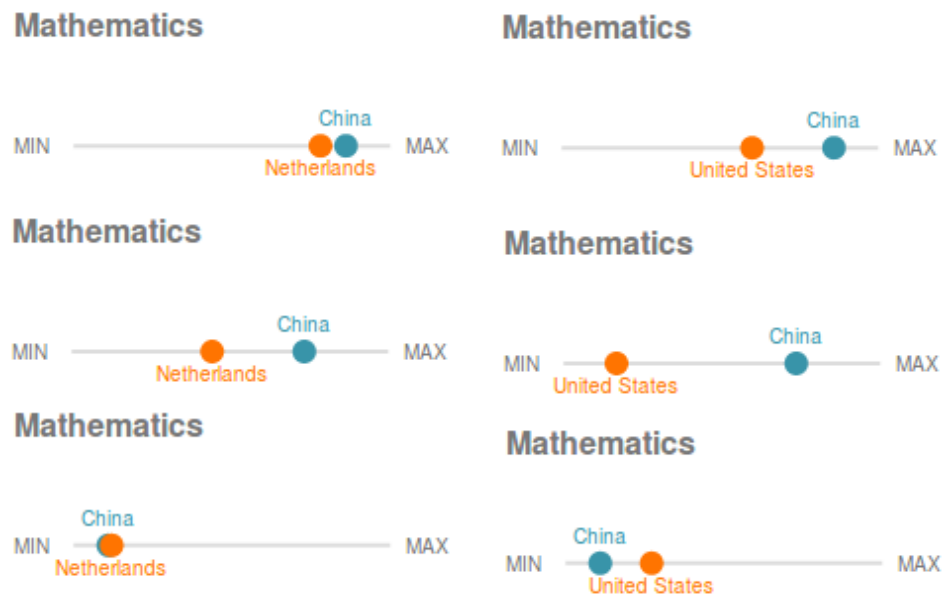 Mathematics
China
MIN MAX
Netherlands
Mathematics
China
MIN MAX
United States
Mathematics
China
MIN MAX
Netherlands
Mathematics
China
MIN MAX
United States
Mathematics
China
MIN MAX
Netherlands
Mathematics
China
MIN MAX
United States